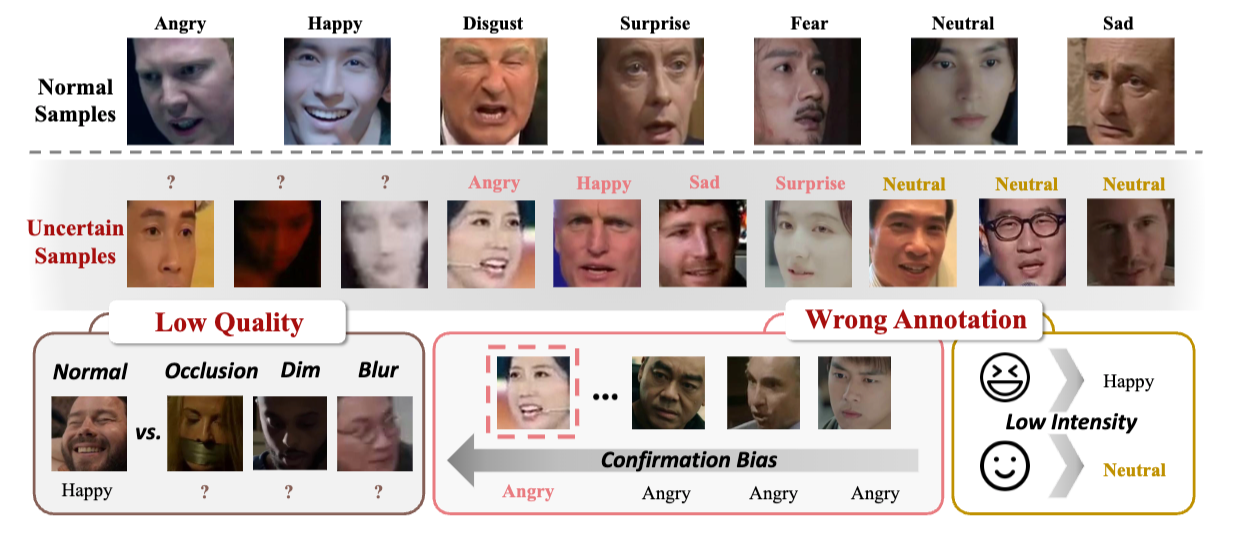 Angry Happy Disgust Surprise Fear Neutral Sad
Normal
Samples
? ? ? Angry Happy Sad Surprise Neutral Neutral Neutral
Uncertain
Samples
Low Quality
Wrong Annotation
Normal Occlusion Dim Blur
vs.
Happy ? ? ?
...
Confirmation Bias
Angry Angry Angry Angry
Happy
Low Intensity
Neutral